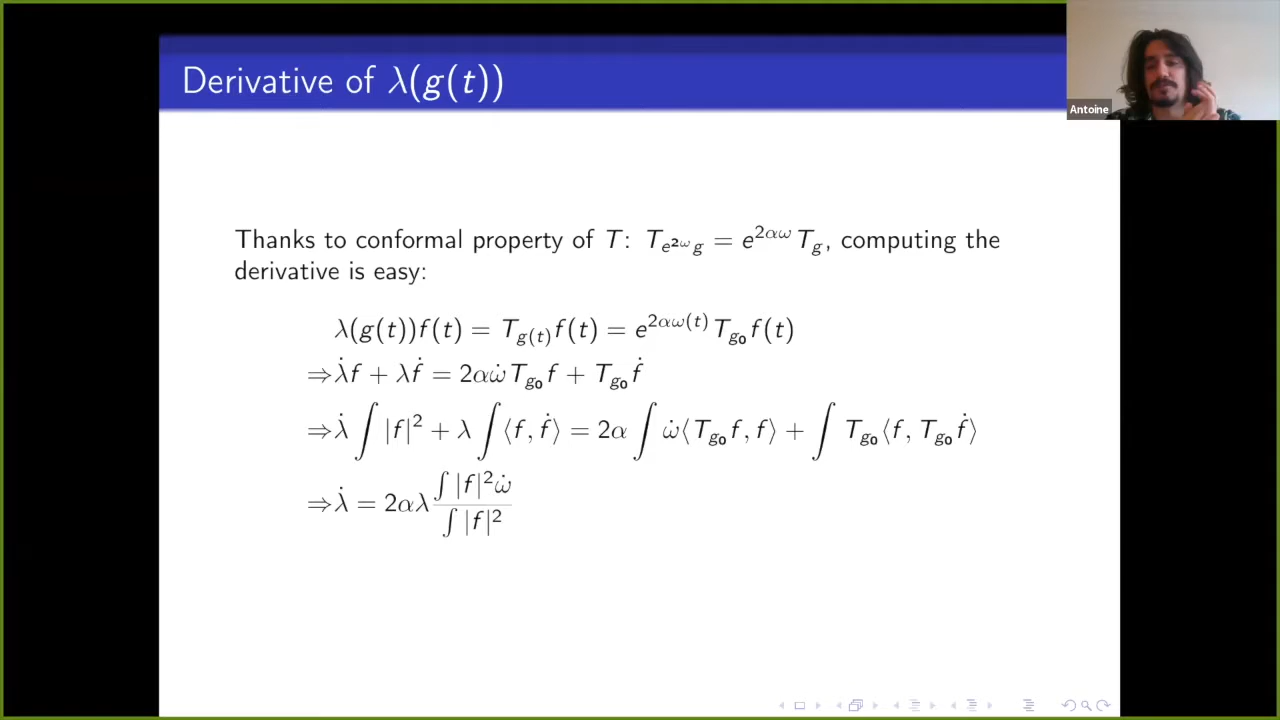 Derivative of λ(g(t))
Antoine
Thanks to conformal property of T: T_{e^{2ω}g} = e^{2αω} T_g, computing the
derivative is easy:
λ(g(t))f(t) = T_{g(t)}f(t) = e^{2αω(t)} T_{g_0}f(t)
⇒ λ̇f + λḟ = 2αω̇T_{g_0}f + T_{g_0}ḟ
⇒ λ̇ ∫ |f|² + λ ∫ ⟨f, ḟ⟩ = 2α ∫ ω̇⟨T_{g_0}f, f⟩ + ∫ T_{g_0}⟨f, T_{g_0}ḟ⟩
⇒ λ̇ = 2αλ \frac{∫ |f|²ω̇}{∫ |f|²}